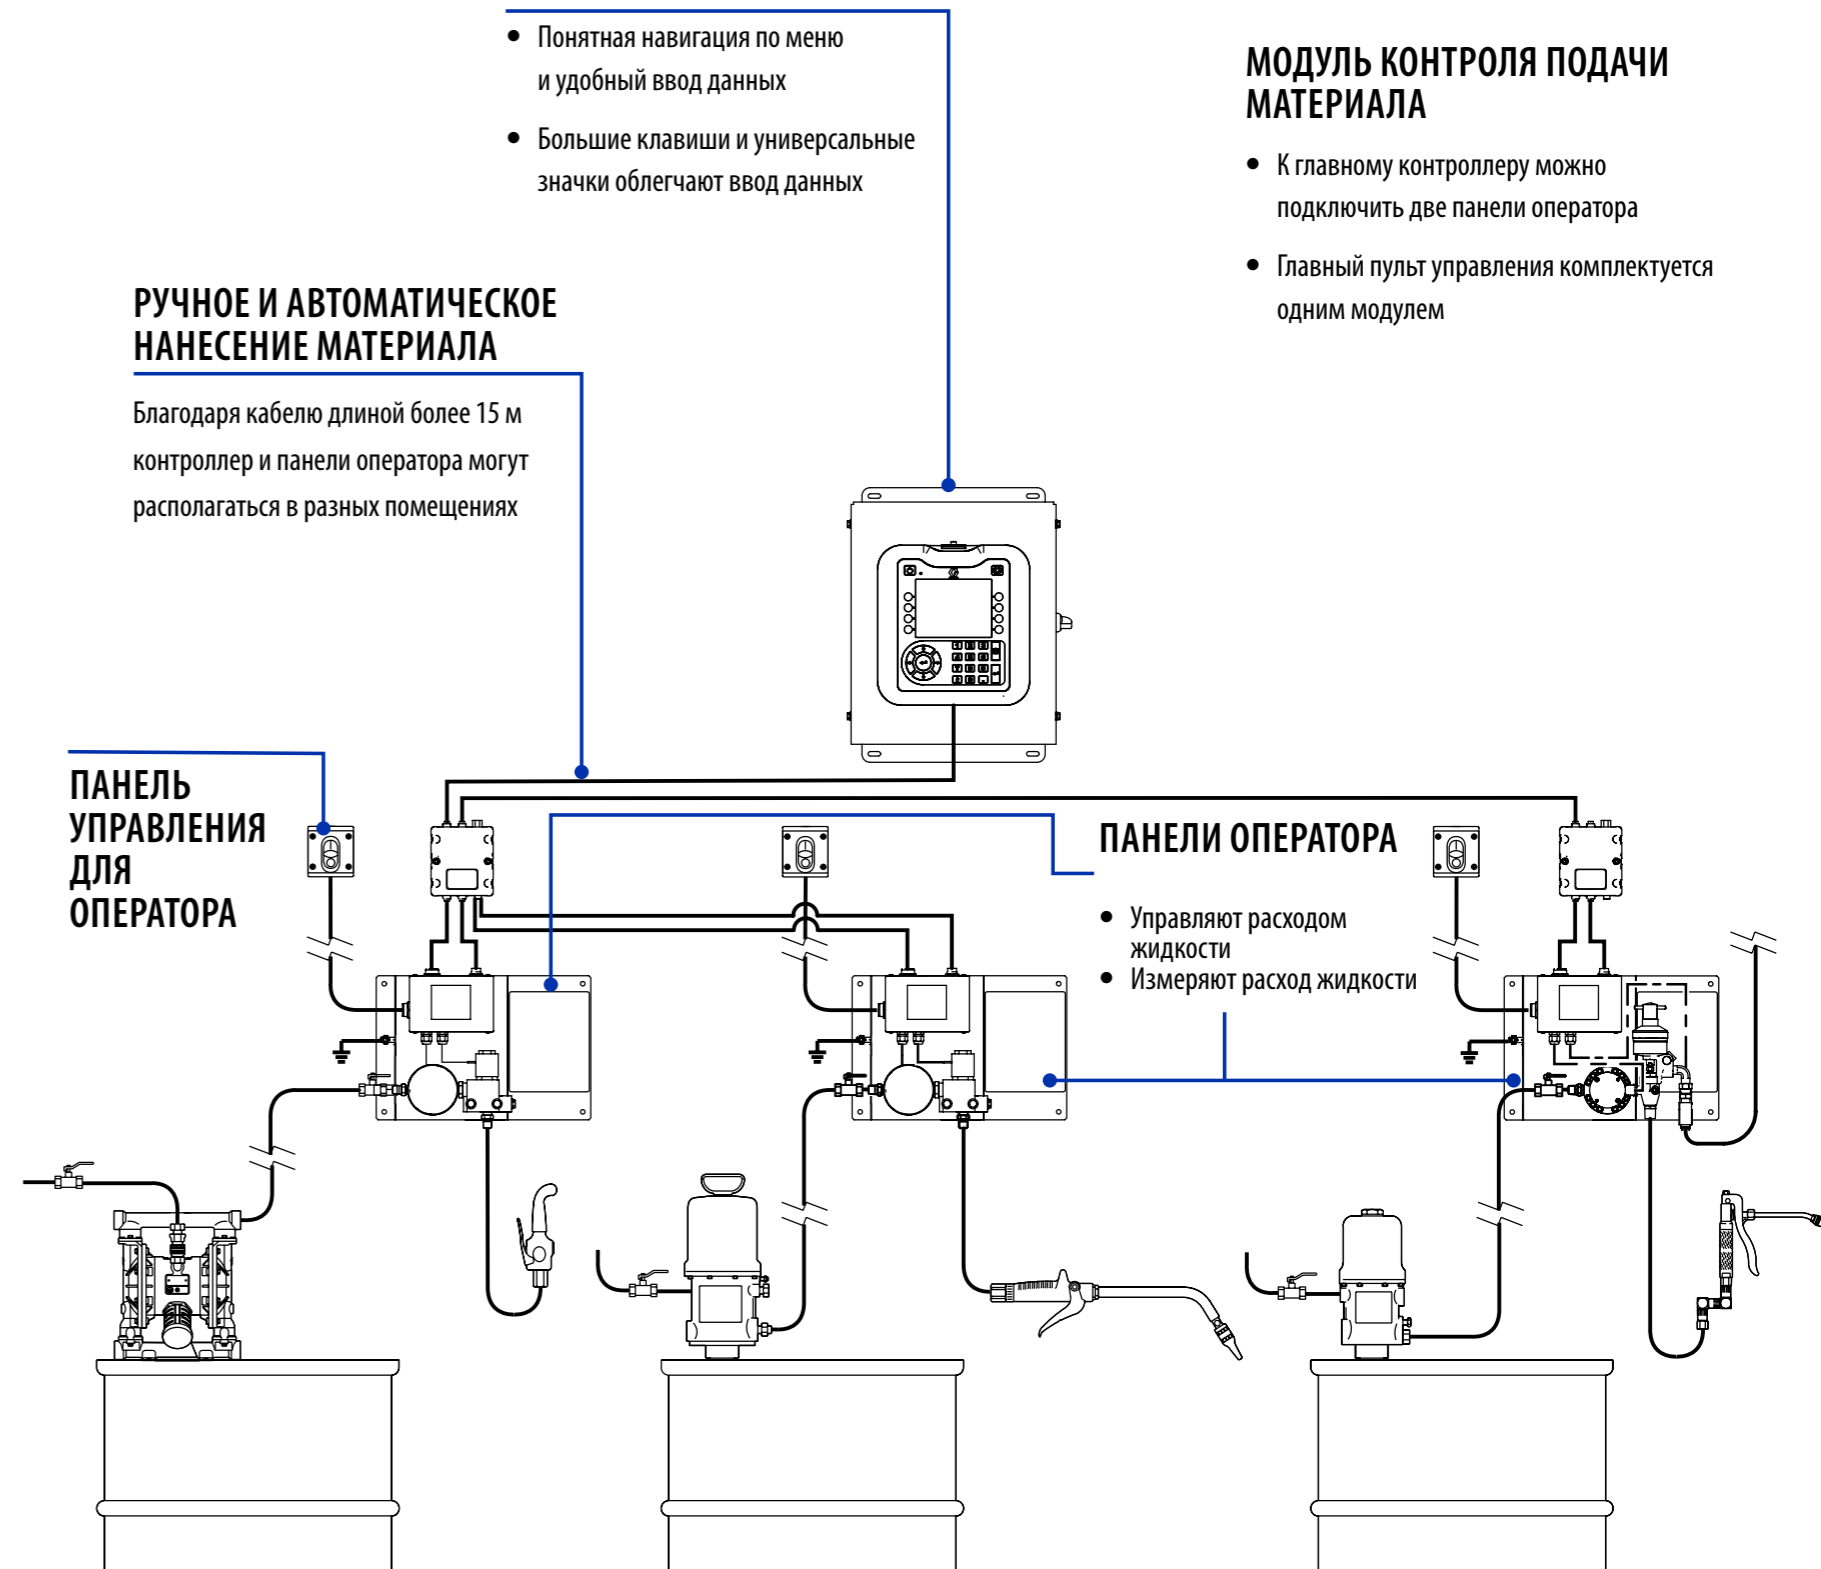 • Понятная навигация по меню
и удобный ввод данных
• Большие клавиши и универсальные
значки облегчают ввод данных
МОДУЛЬ КОНТРОЛЯ ПОДАЧИ
МАТЕРИАЛА
• К главному контроллеру можно
подключить две панели оператора
• Главный пульт управления комплектуется
одним модулем
РУЧНОЕ И АВТОМАТИЧЕСКОЕ
НАНЕСЕНИЕ МАТЕРИАЛА
Благодаря кабелю длиной более 15 м
контроллер и панели оператора могут
располагаться в разных помещениях
ПАНЕЛЬ
УПРАВЛЕНИЯ
ДЛЯ
ОПЕРАТОРА
ПАНЕЛИ ОПЕРАТОРА
• Управляют расходом
жидкости
• Измеряют расход жидкости